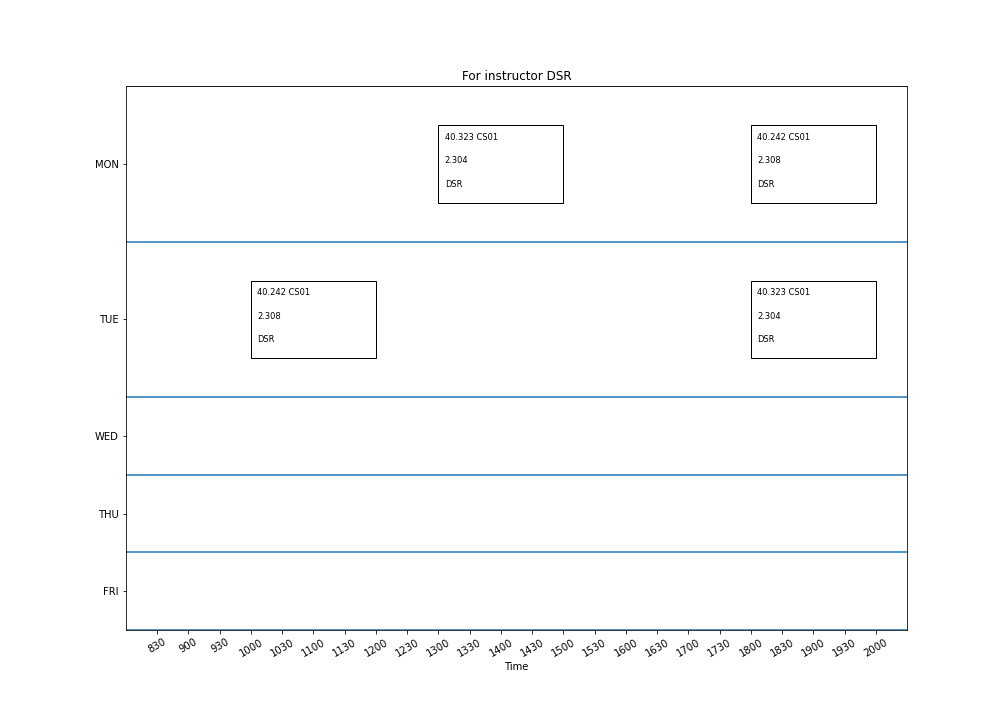 For instructor DSR
MON
40.323 CS01
2.304
DSR
40.242 CS01
2.308
DSR
TUE
40.242 CS01
2.308
DSR
40.323 CS01
2.304
DSR
WED
THU
FRI
830 900 930 1000 1030 1100 1130 1200 1230 1300 1330 1400 1430 1500 1530 1600 1630 1700 1730 1800 1830 1900 1930 2000
Time